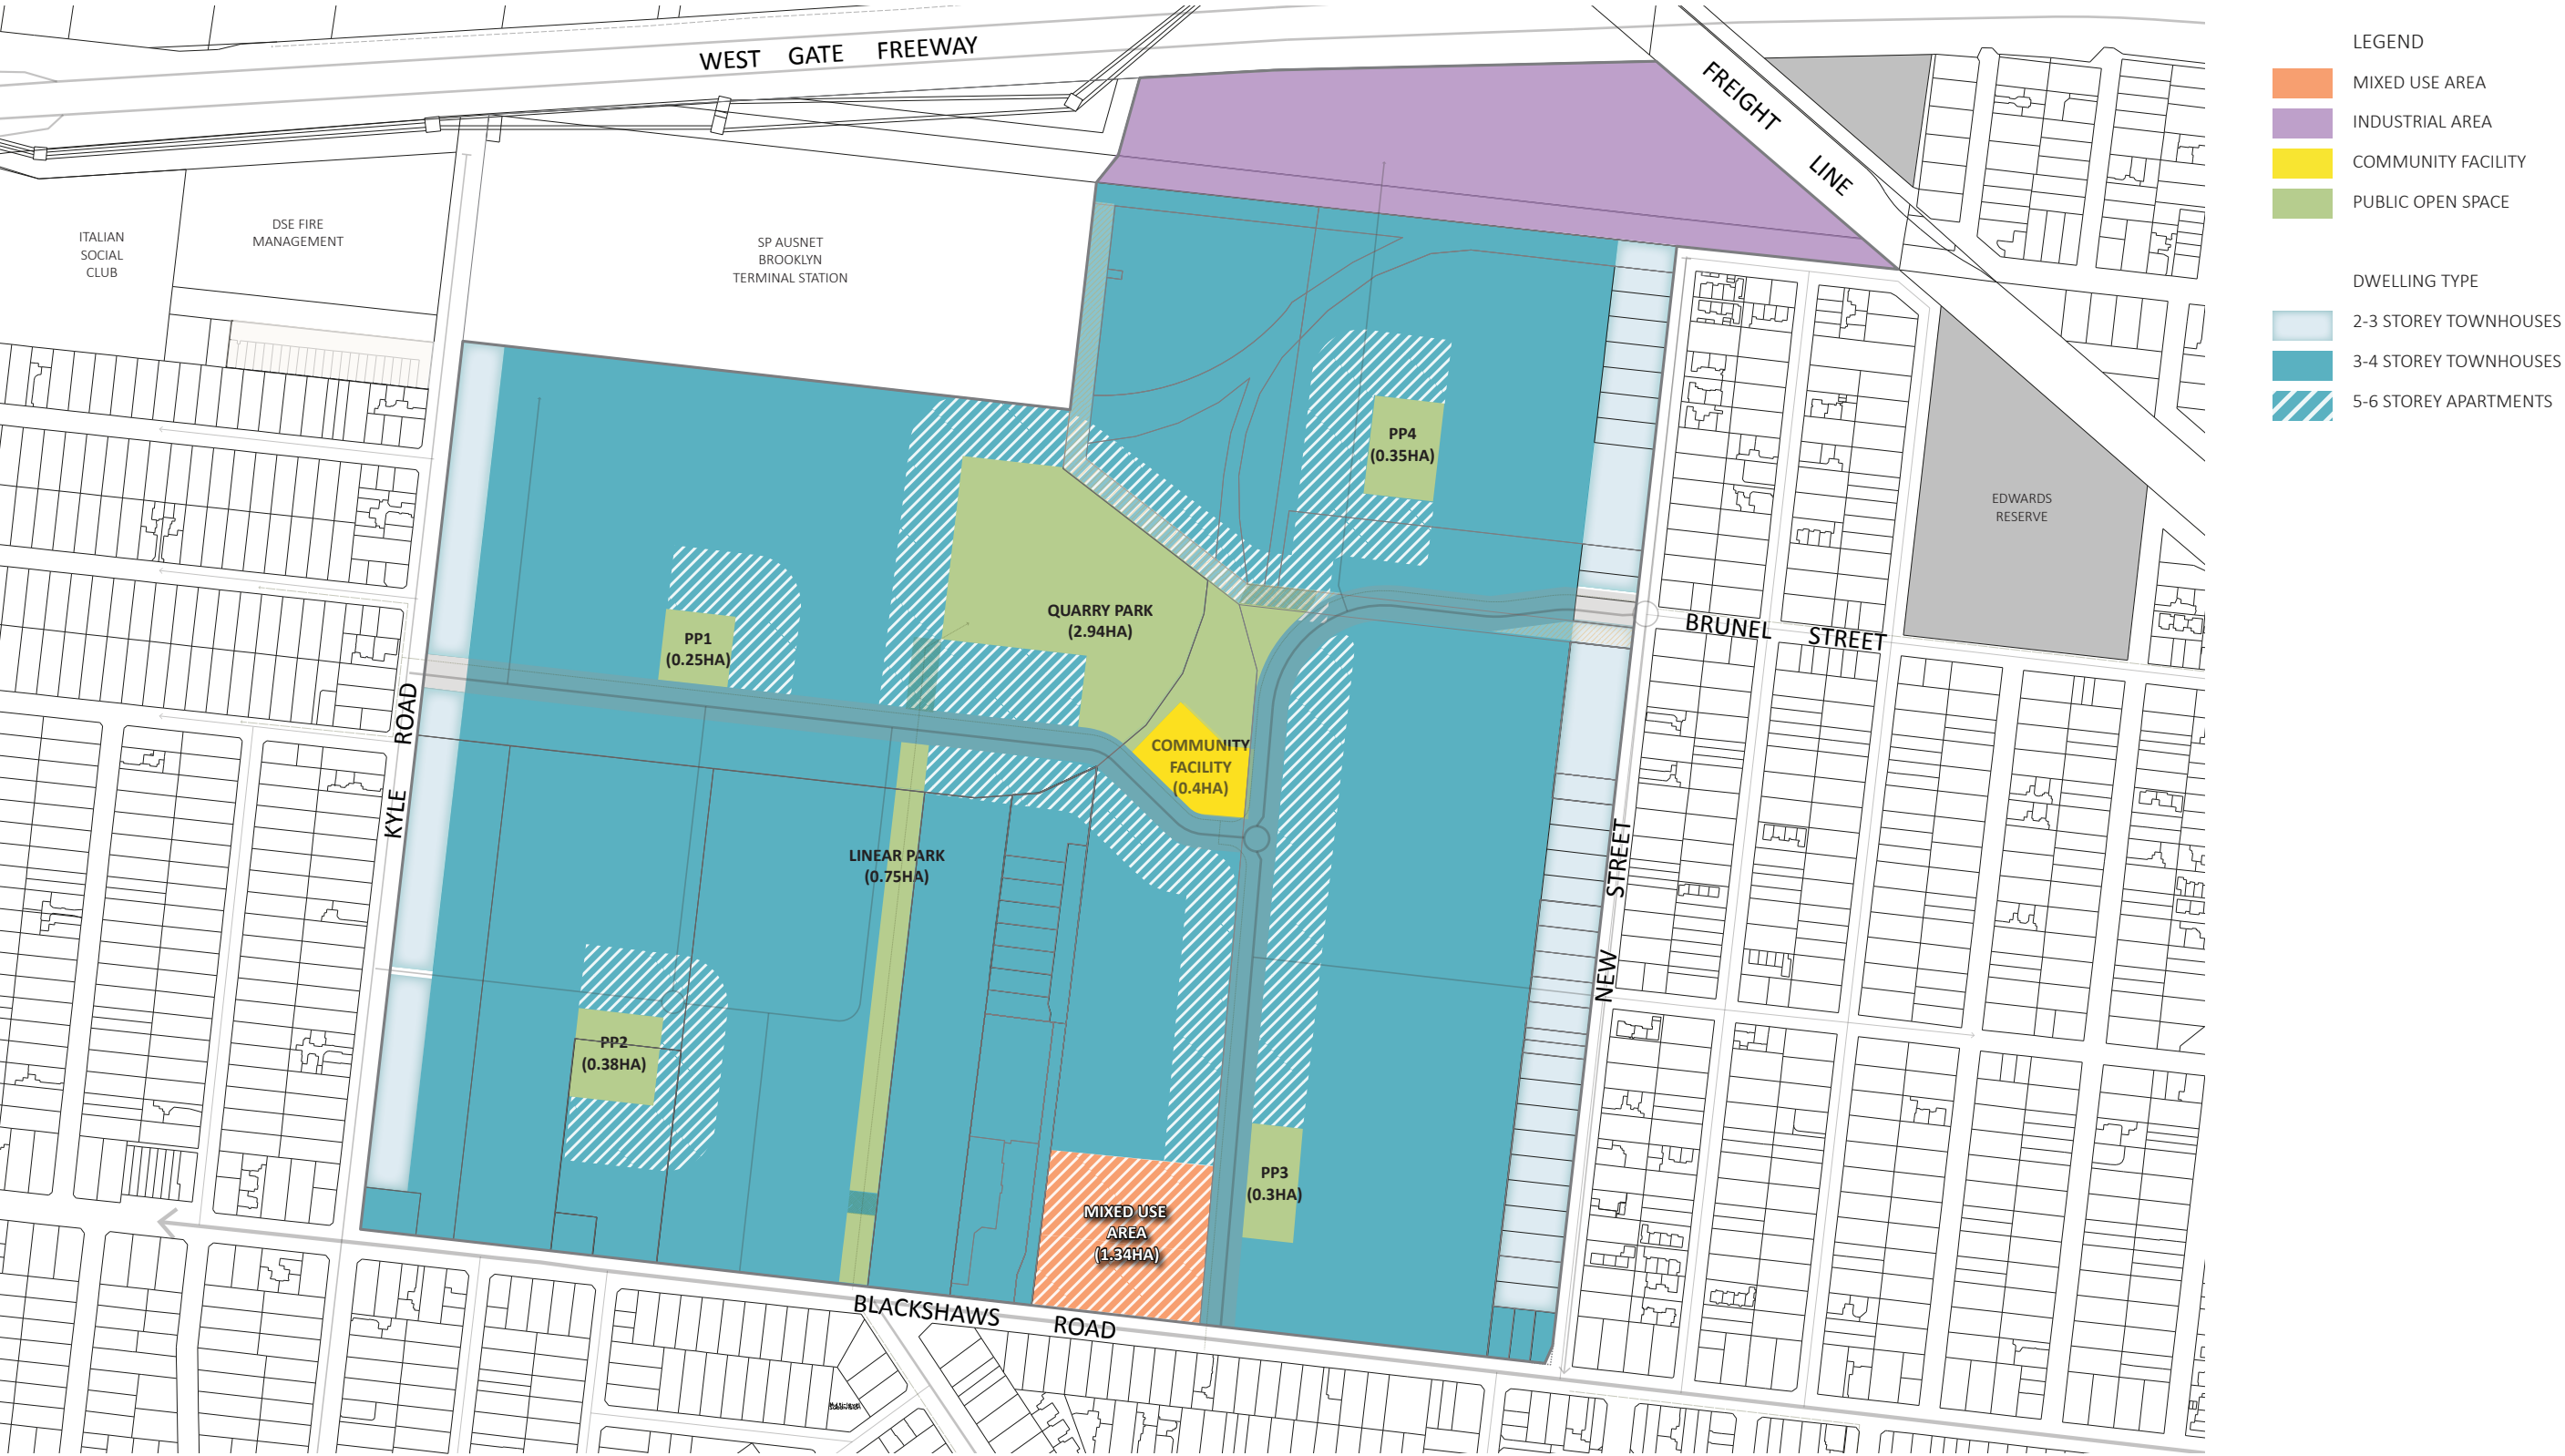 WEST GATE FREEWAY
FREIGHT
LINE
LEGEND
MIXED USE AREA
INDUSTRIAL AREA
COMMUNITY FACILITY
PUBLIC OPEN SPACE
DWELLING TYPE
2-3 STOREY TOWNHOUSES
3-4 STOREY TOWNHOUSES
5-6 STOREY APARTMENTS
ITALIAN
SOCIAL
CLUB
DSE FIRE
MANAGEMENT
SP AUSNET
BROOKLYN
TERMINAL STATION
PP4
(0.35HA)
EDWARDS
RESERVE
QUARRY PARK
(2.94HA)
PP1
(0.25HA)
BRUNEL STREET
KYLE ROAD
COMMUNITY
FACILITY
(0.4HA)
LINEAR PARK
(0.75HA)
NEW STREET
PP2
(0.38HA)
PP3
(0.3HA)
MIXED USE
AREA
(1.34HA)
BLACKSHAWS ROAD